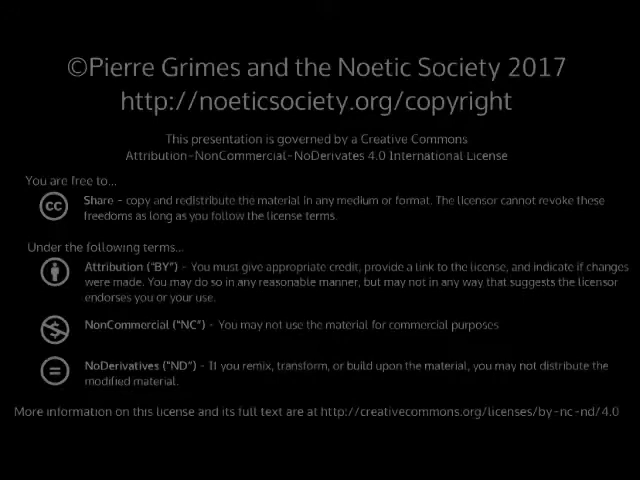 ©Pierre Grimes and the Noetic Society 2017
http://noeticsociety.org/copyright
This presentation is governed by a Creative Commons
Attribution-NonCommercial-NoDerivates 4.0 International License
You are free to...
cc
Share - copy and redistribute the material in any medium or format. The licensor cannot revoke these
freedoms as long as you follow the license terms.
Under the following terms...
Attribution ("BY") - You must give appropriate credit, provide a link to the license, and indicate if changes
were made. You may do so in any reasonable manner, but may not in any way that suggests the licensor
endorses you or your use.
NonCommercial ("NC") - You may not use the material for commercial purposes
NoDerivatives ("ND") - If you remix, transform, or build upon the material, you may not distribute the
modified material.
More information on this license and its full text are at http://creativecommons.org/licenses/by-nc-nd/4.0